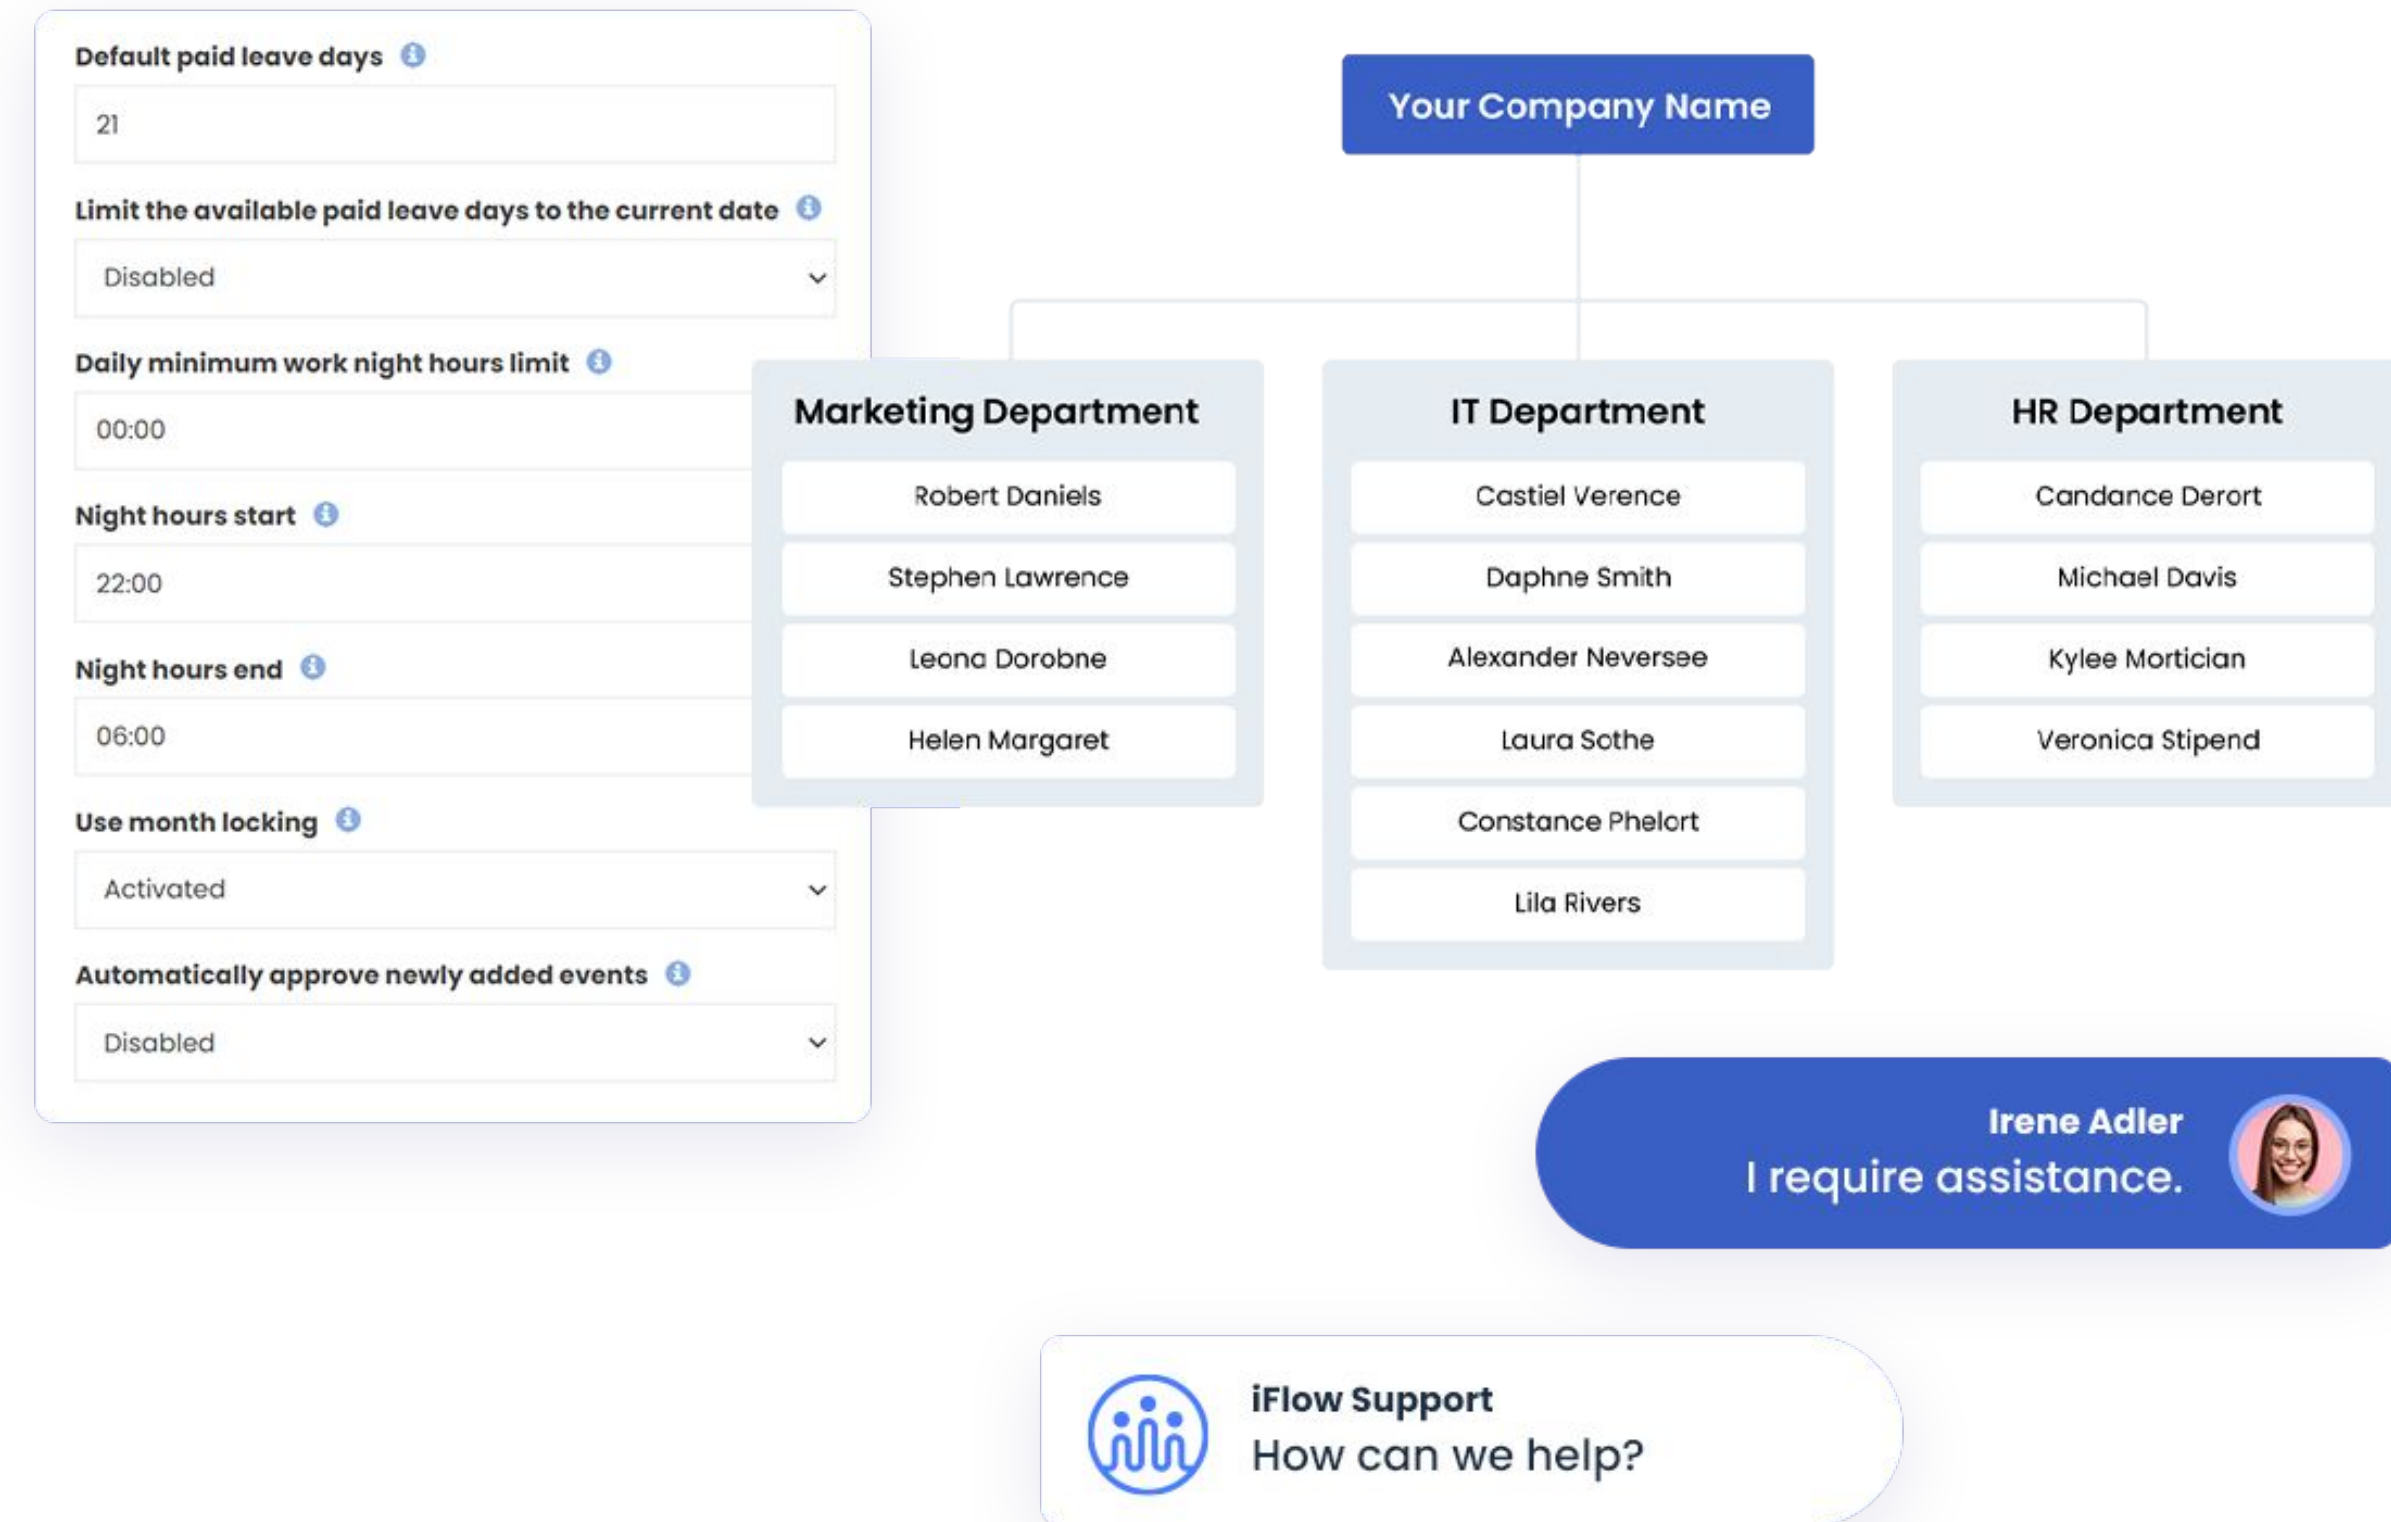 Default paid leave days
21
Limit the available paid leave days to the current date
Disabled
Daily minimum work night hours limit
00:00
Night hours start
22:00
Night hours end
06:00
Use month locking
Activated
Automatically approve newly added events
Disabled
Your Company Name
Marketing Department
Robert Daniels
Stephen Lawrence
Leona Dorobne
Helen Margaret
IT Department
Castiel Verence
Daphne Smith
Alexander Neversee
Laura Sothe
Constance Phelort
Lila Rivers
HR Department
Candance Derort
Michael Davis
Kylee Mortician
Veronica Stipend
Irene Adler
I require assistance.
iFlow Support
How can we help?